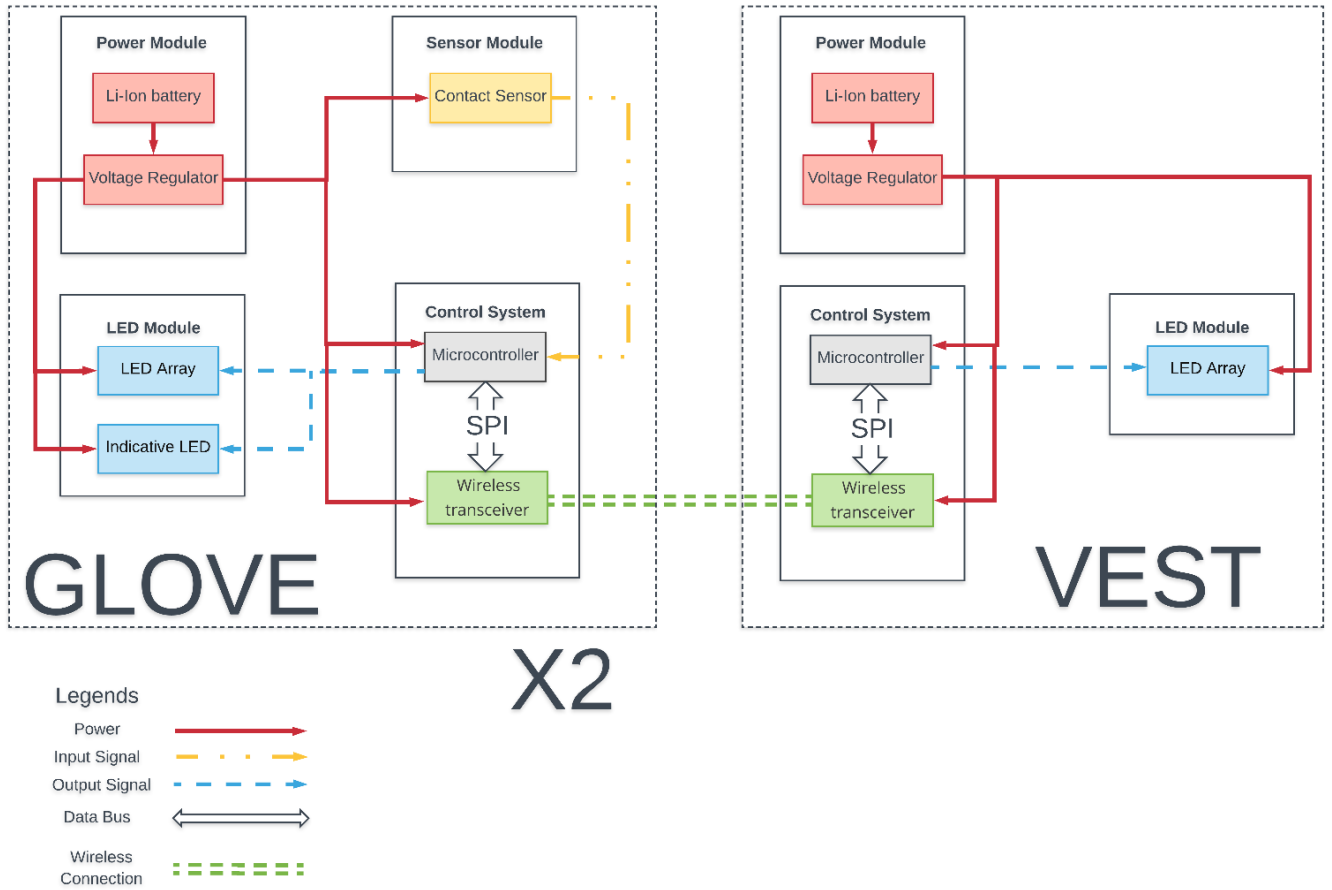 Power Module
Li-Ion battery
Voltage Regulator
Sensor Module
Contact Sensor
LED Module
LED Array
Indicative LED
Control System
Microcontroller
SPI
Wireless
transceiver
GLOVE
X2
Power Module
Li-Ion battery
Voltage Regulator
Control System
Microcontroller
SPI
Wireless
transceiver
LED Module
LED Array
VEST
Legends
Power
Input Signal
Output Signal
Data Bus
Wireless
Connection